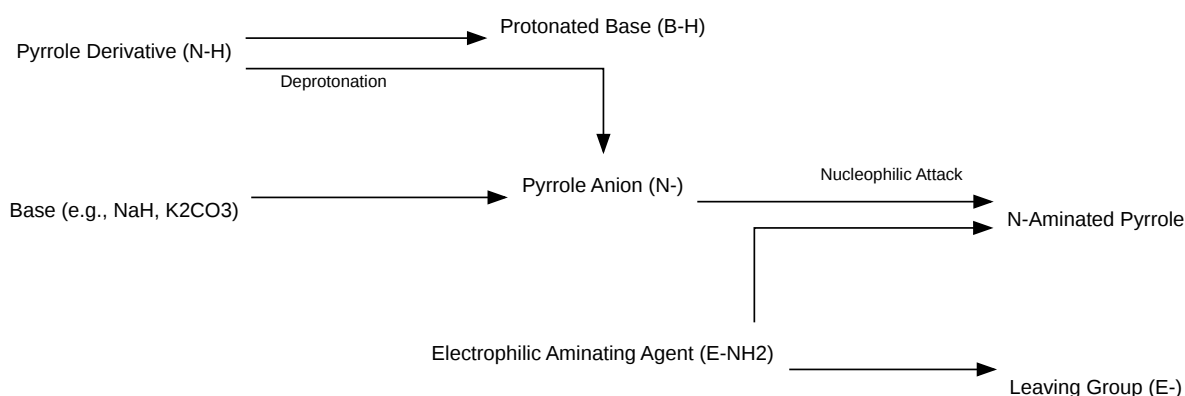 Protonated Base (B-H)
Pyrrole Derivative (N-H)
Deprotonation
Nucleophilic Attack
Pyrrole Anion (N-)
Base (e.g., NaH, K2CO3)
N-Aminated Pyrrole
Electrophilic Aminating Agent (E-NH2)
Leaving Group (E-)